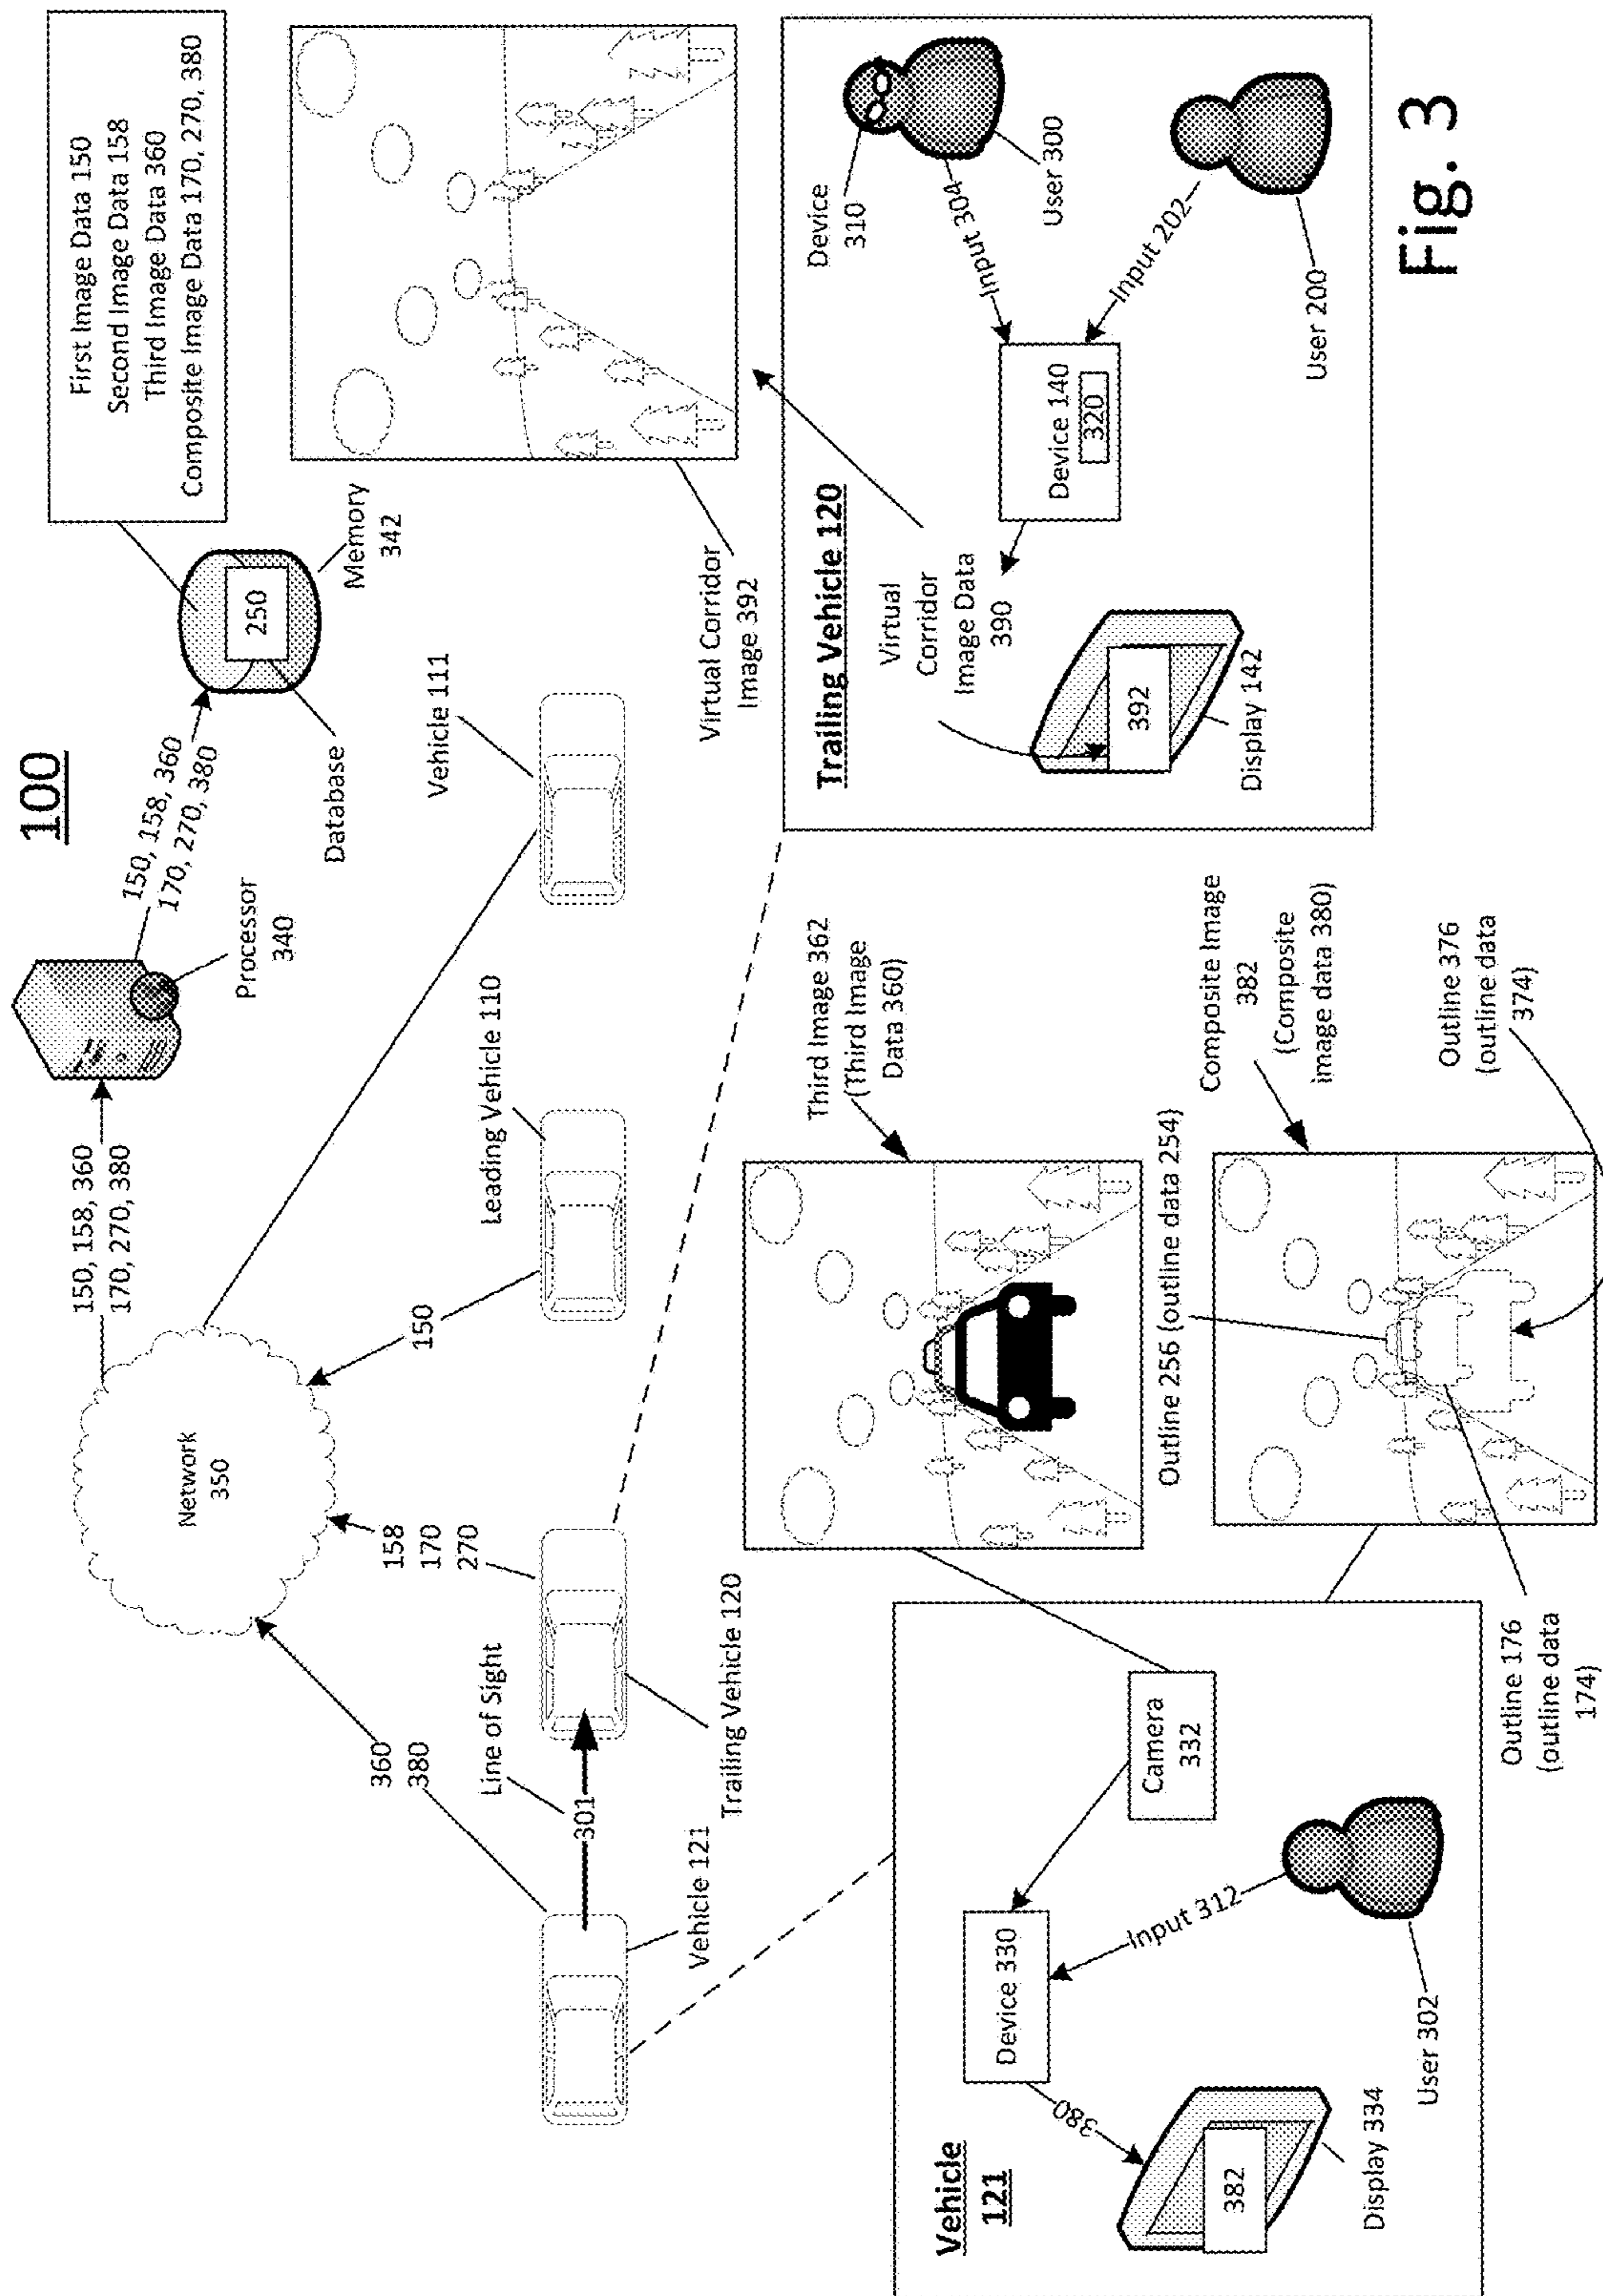 100
150, 158, 360
170, 270, 380
Processor
340
150, 158, 360
170, 270, 380
250
Database
Memory
342
First Image Data 150
Second Image Data 158
Third Image Data 360
Composite Image Data 170, 270, 380
Network
350
360
380
158
170
270
150
Line of Sight
301
Vehicle 121
Trailing Vehicle 120
Leading Vehicle 110
Vehicle 111
Virtual Corridor
Image 392
Vehicle
121
Device 330
380
382
Display 334
Input 312
User 302
Camera
332
Third Image 362
(Third Image
Data 360)
Outline 256 (outline data 254)
Composite Image
382
(Composite
image data 380)
Outline 376
(outline data
374)
Outline 176
(outline data
174)
Trailing Vehicle 120
Virtual
Corridor
Image Data
390
392
Display 142
Device 140
320
Device
310
Input 304
User 300
Input 202
User 200
Fig. 3